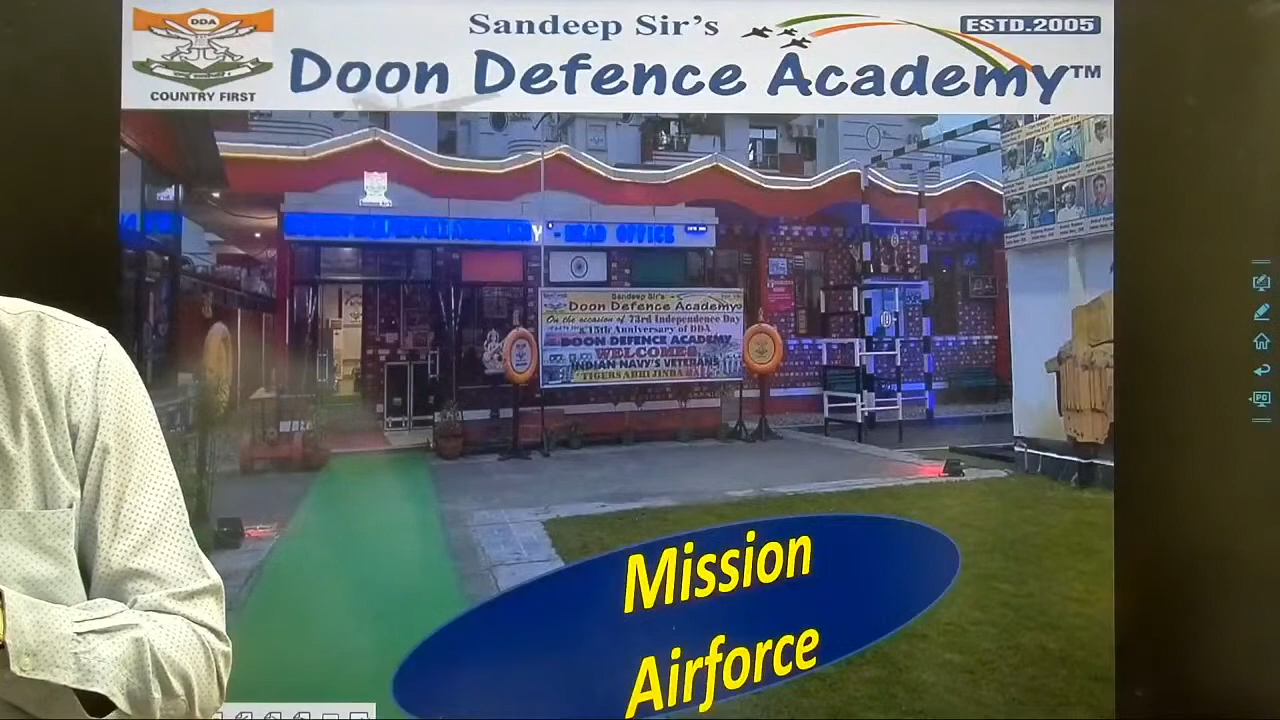 DDA
COUNTRY FIRST
Sandeep Sir's
ESTD.2005
Doon Defence Academy™
HEAD OFFICE
Sandeep Sir's
Doon Defence Academy
On the occasion of 73rd Independence Day
& 15th Anniversary of DDA
DOON DEFENCE ACADEMY
WELCOMES
INDIAN NAVY'S VETERANS
Mission
Airforce
PC